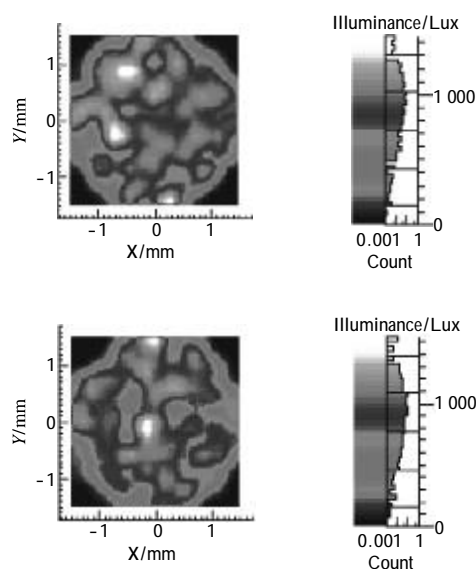 Illuminance/Lux
1
0
-1
Y/mm
-1 0 1
X/mm
1 000
0
0.001 1
Count
Illuminance/Lux
1
0
-1
Y/mm
-1 0 1
X/mm
1 000
0
0.001 1
Count